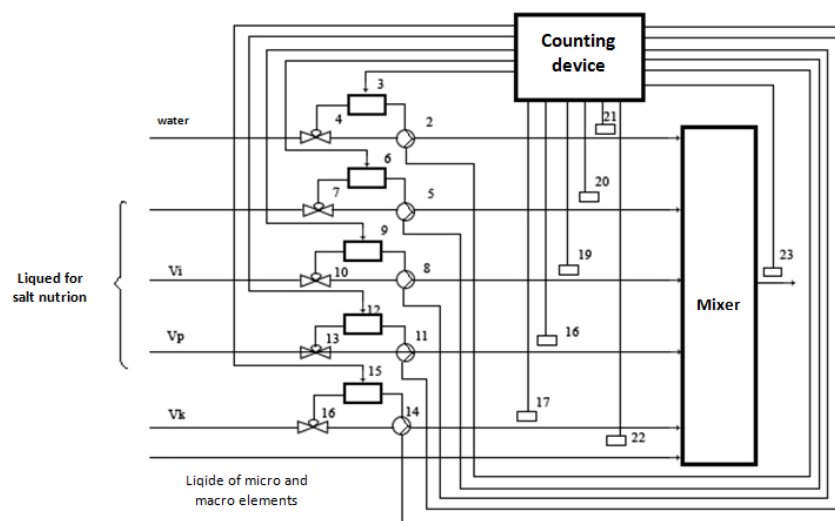 Counting
device
3
water
4
2
21
6
7
5
20
Liqued for
salt nutrion
Vi
9
10
8
19
23
Mixer
Vp
12
13
11
16
15
Vk
16
14
17
22
Liqide of micro and
macro elements